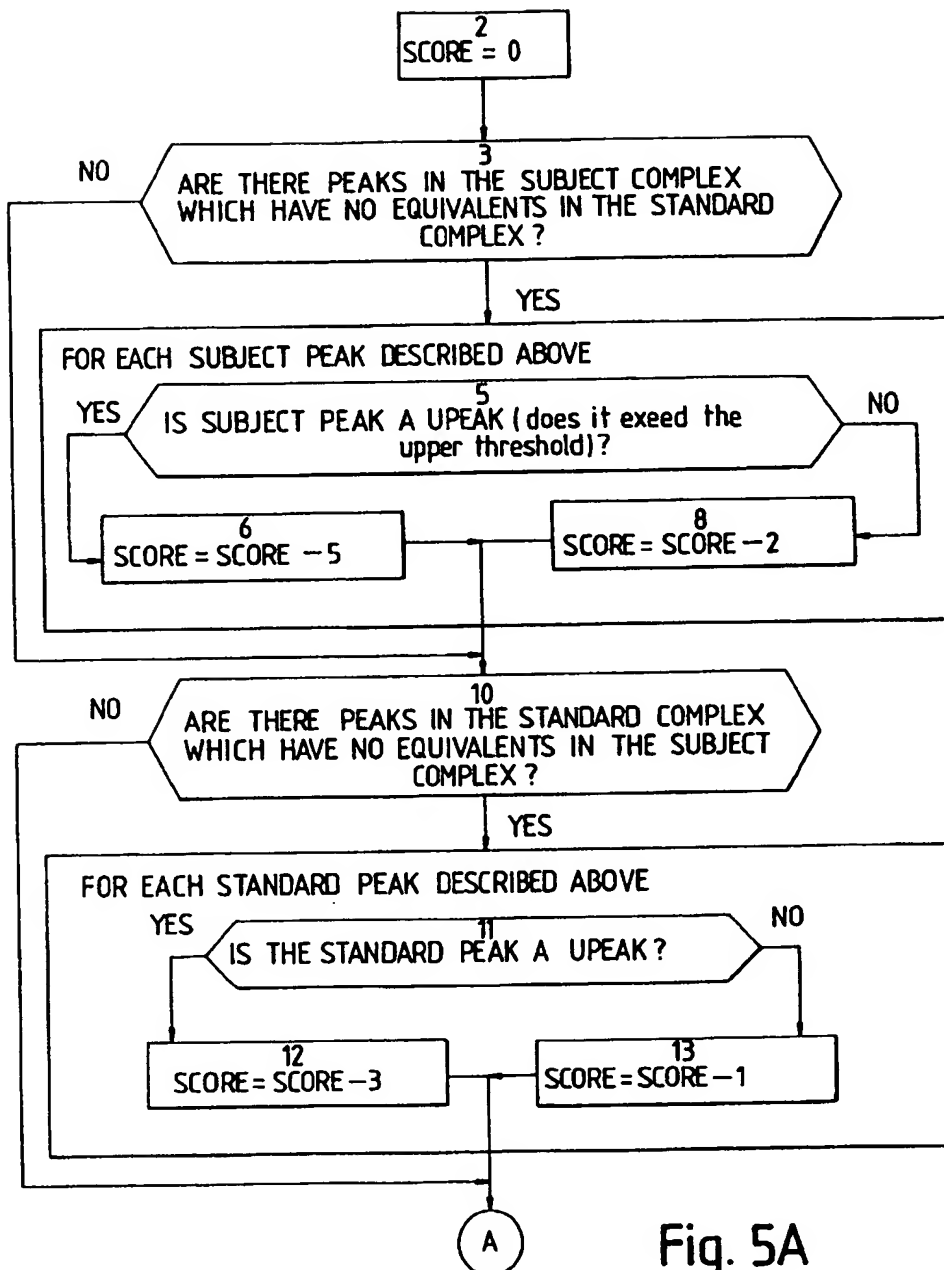 2
SCORE = 0
3
NO
ARE THERE PEAKS IN THE SUBJECT COMPLEX
WHICH HAVE NO EQUIVALENTS IN THE STANDARD
COMPLEX ?
YES
FOR EACH SUBJECT PEAK DESCRIBED ABOVE
5
YES
IS SUBJECT PEAK A UPEAK (does it exeed the
upper threshold)?
NO
6
SCORE = SCORE -5
8
SCORE = SCORE -2
10
NO
ARE THERE PEAKS IN THE STANDARD COMPLEX
WHICH HAVE NO EQUIVALENTS IN THE SUBJECT
COMPLEX ?
YES
FOR EACH STANDARD PEAK DESCRIBED ABOVE
YES
11
IS THE STANDARD PEAK A UPEAK ?
NO
12
SCORE = SCORE -3
13
SCORE = SCORE -1
A
Fig. 5A